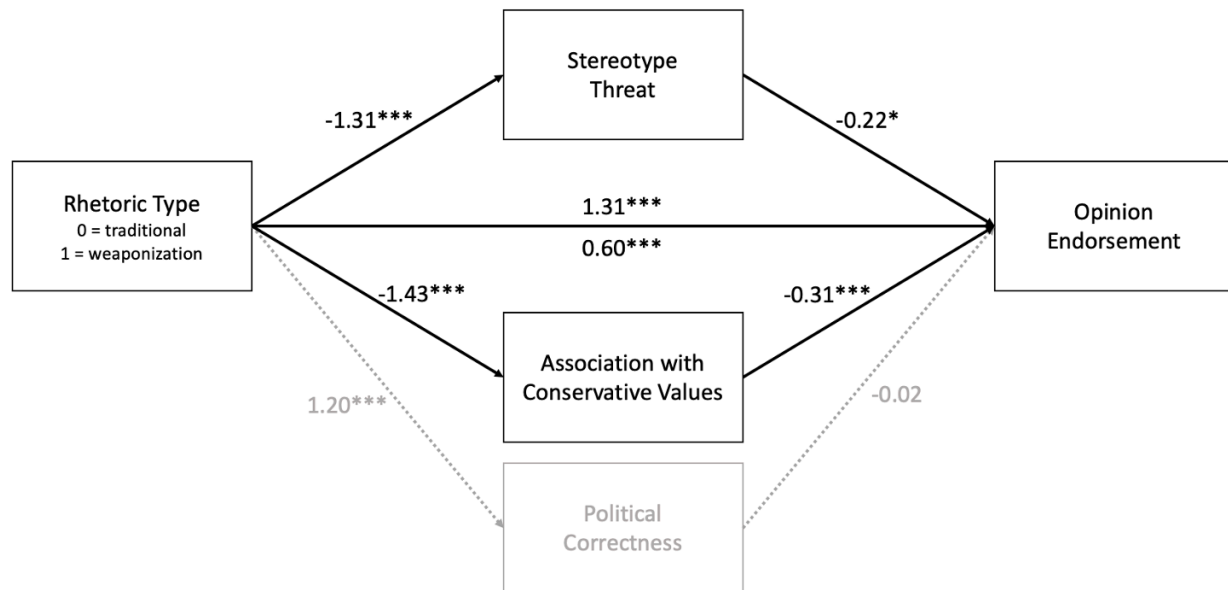 Stereotype
Threat
-1.31***
-0.22*
Rhetoric Type
0 = traditional
1 = weaponization
1.31***
0.60***
Opinion
Endorsement
-1.43***
-0.31***
Association with
Conservative Values
1.20***
-0.02
Political
Correctness